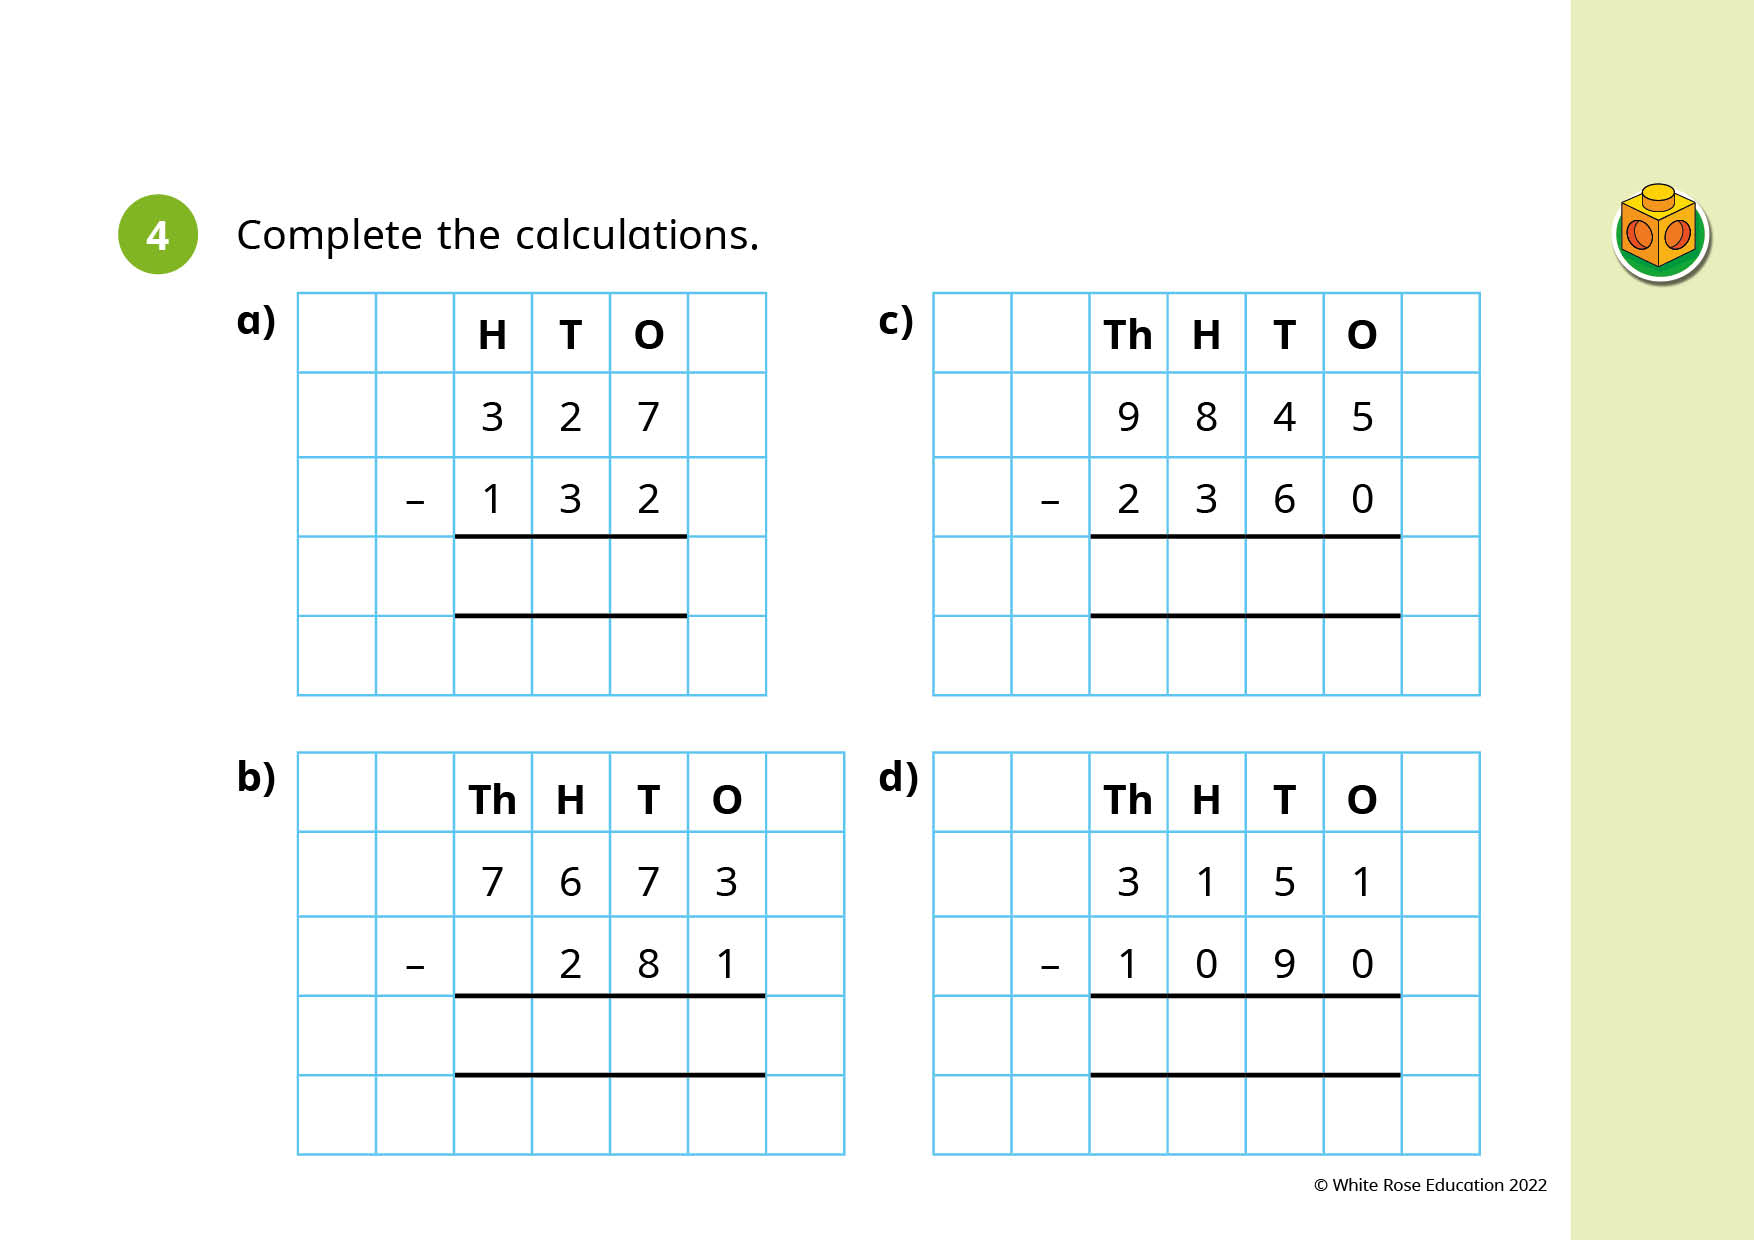 4 Complete the calculations.
a)
H T O
3 2 7
– 1 3 2
b)
Th H T O
7 6 7 3
– 2 8 1
c)
Th H T O
9 8 4 5
– 2 3 6 0
d)
Th H T O
3 1 5 1
– 1 0 9 0
© White Rose Education 2022